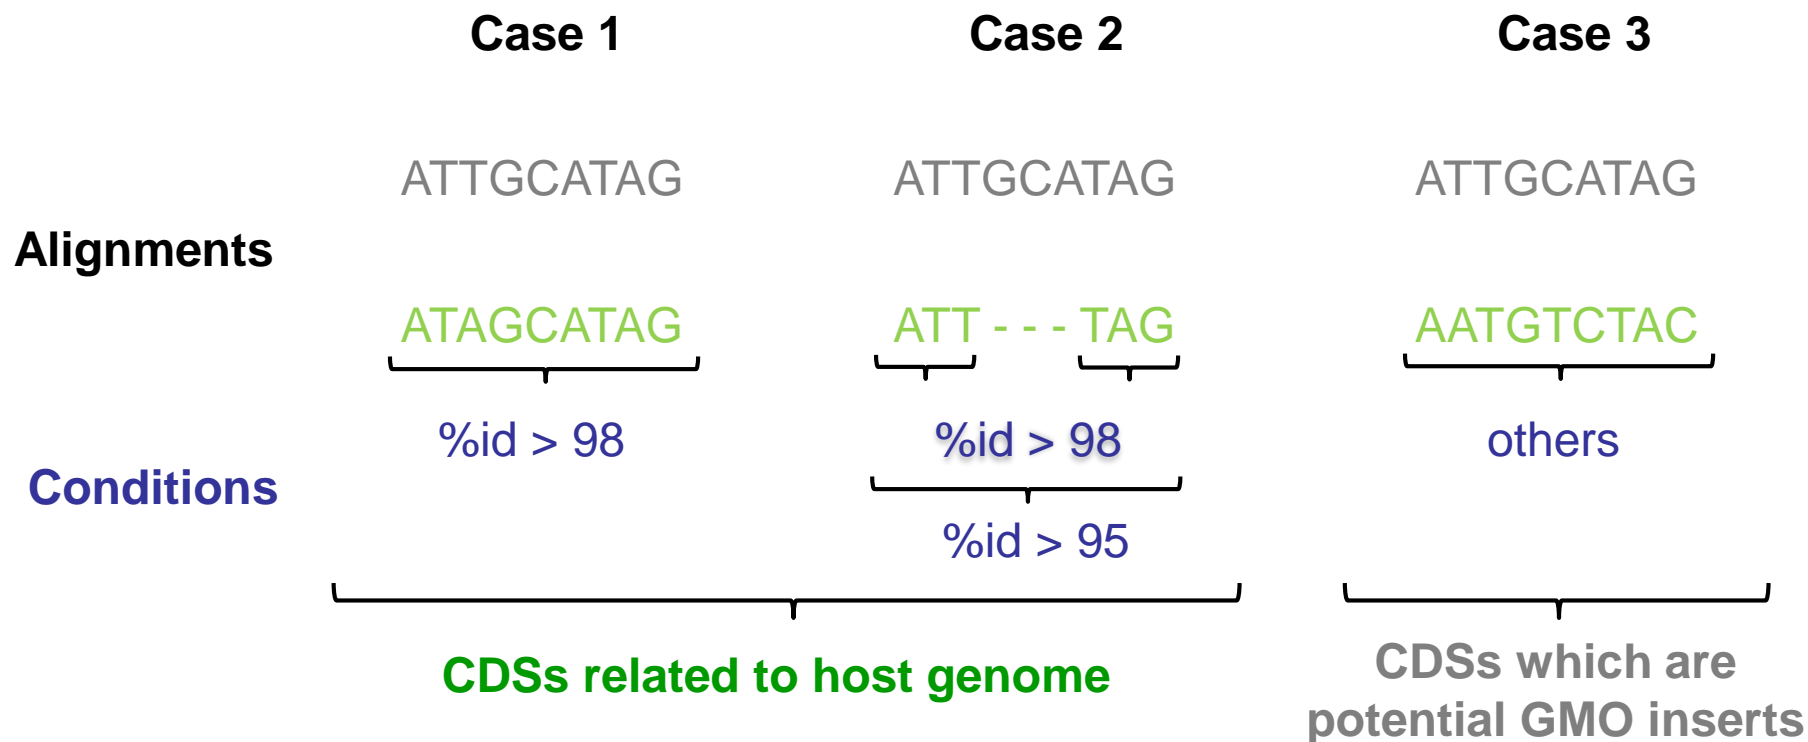 Case 1 Case 2 Case 3
ATTGCATAG ATTGCATAG ATTGCATAG
Alignments
ATAGCATAG ATT - - - TAG AATGTCTAC
%id > 98 %id > 98 others
Conditions
%id > 95
CDSs related to host genome
CDSs which are
potential GMO inserts